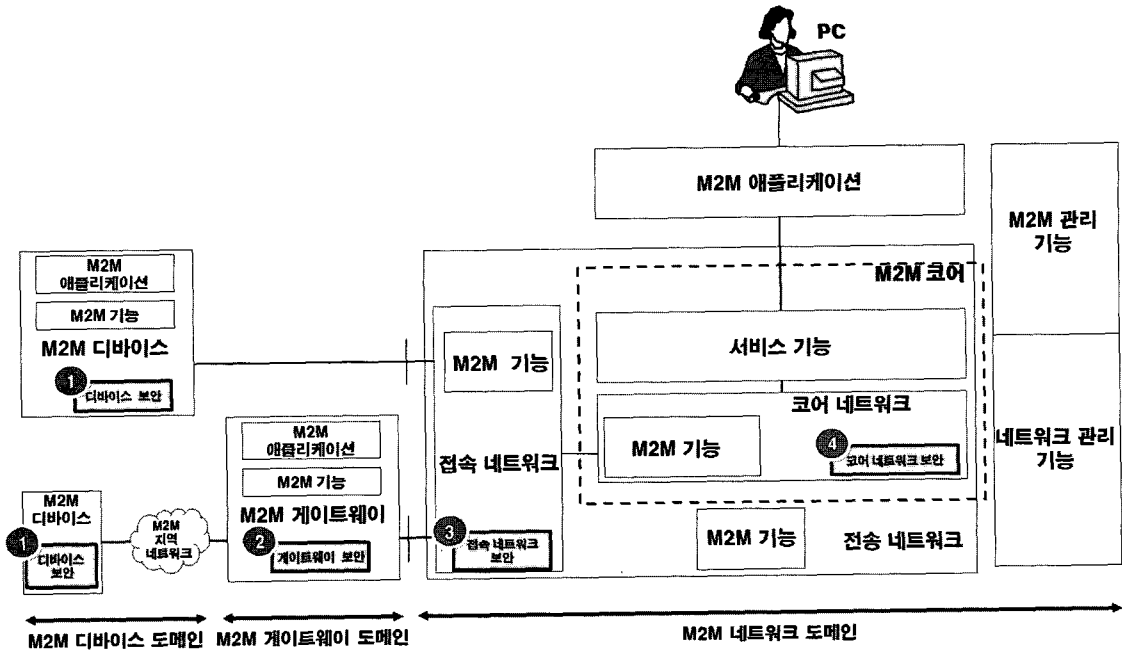 PC
M2M 애플리케이션
M2M 관리
기능
M2M 코어
서비스 기능
코어 네트워크
M2M 기능
4
코어 네트워크 보안
네트워크 관리
기능
M2M 기능
접속 네트워크
3
접속 네트워크
보안
M2M 기능
전송 네트워크
M2M
애플리케이션
M2M 기능
M2M 디바이스
1
디바이스 보안
M2M
애플리케이션
M2M 기능
M2M 게이트웨이
2
게이트웨이 보안
M2M
디바이스
1
디바이스
보안
M2M
지역
네트워크
M2M 디바이스 도메인
M2M 게이트웨이 도메인
M2M 네트워크 도메인